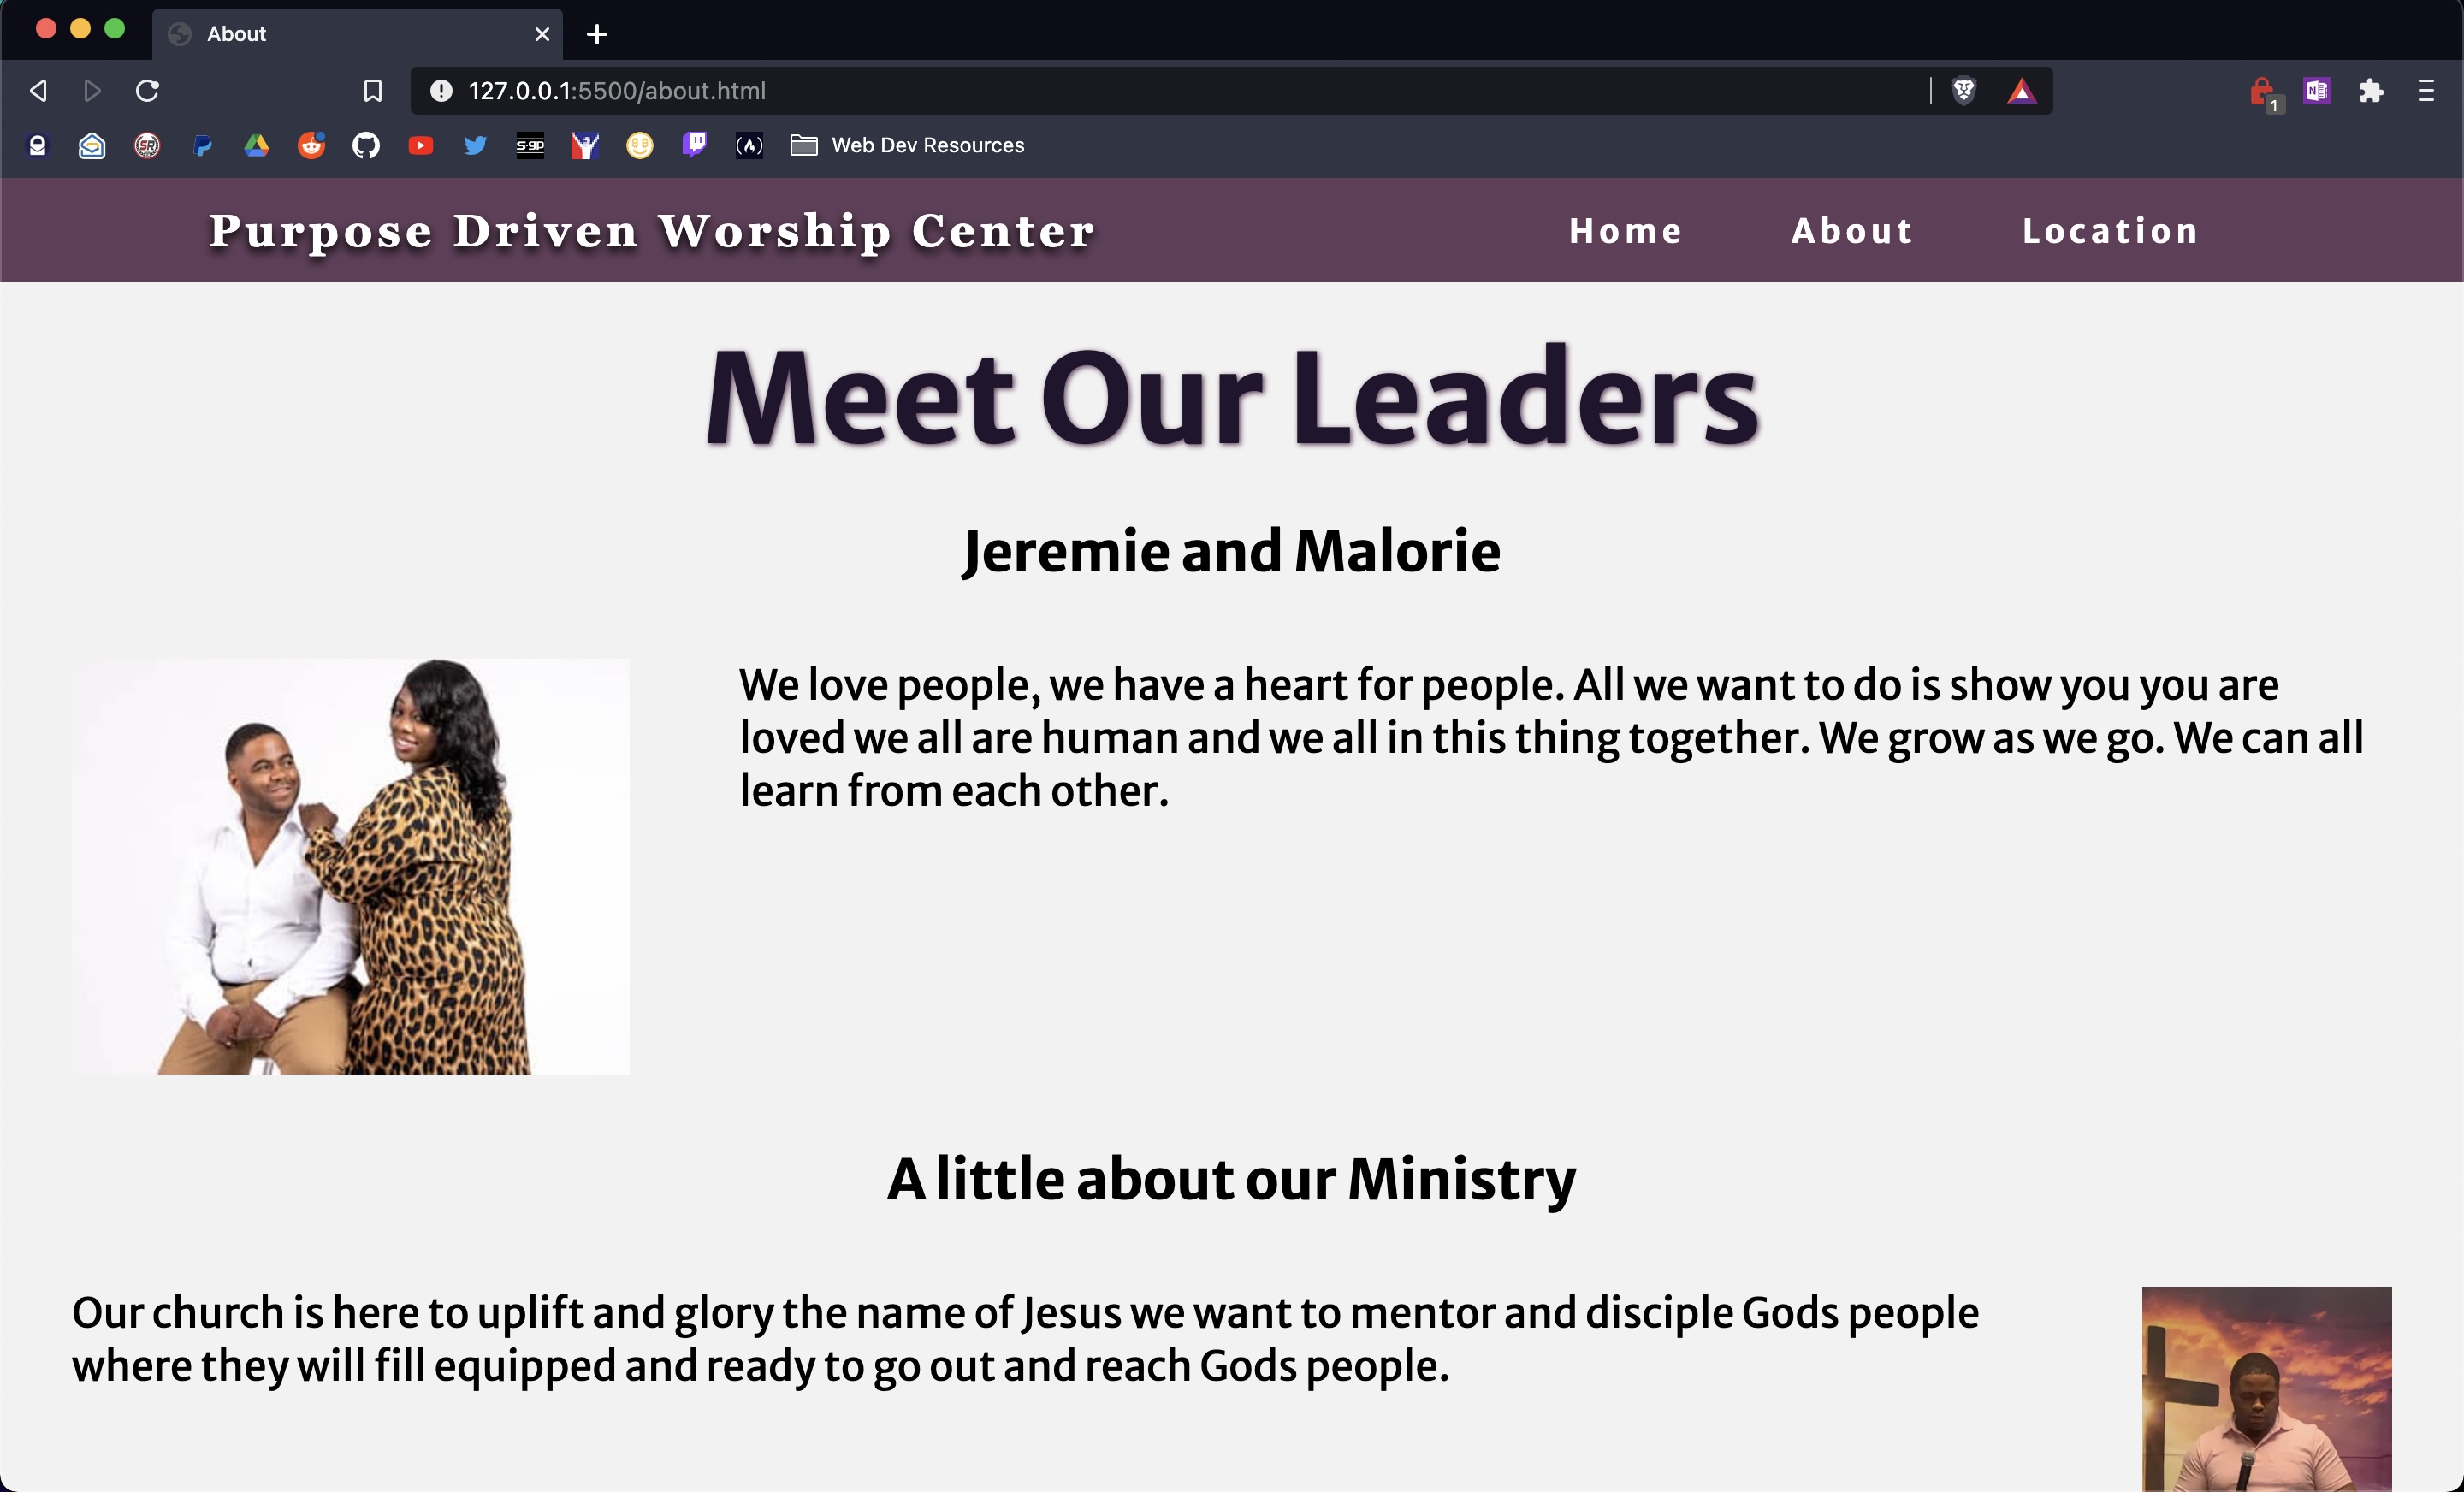 About
127.0.0.1:5500/about.html
1
N
SR
S·gp
Web Dev Resources
Purpose Driven Worship Center
Home About Location
Meet Our Leaders
Jeremie and Malorie
We love people, we have a heart for people. All we want to do is show you you are
loved we all are human and we all in this thing together. We grow as we go. We can all
learn from each other.
A little about our Ministry
Our church is here to uplift and glory the name of Jesus we want to mentor and disciple Gods people
where they will fill equipped and ready to go out and reach Gods people.